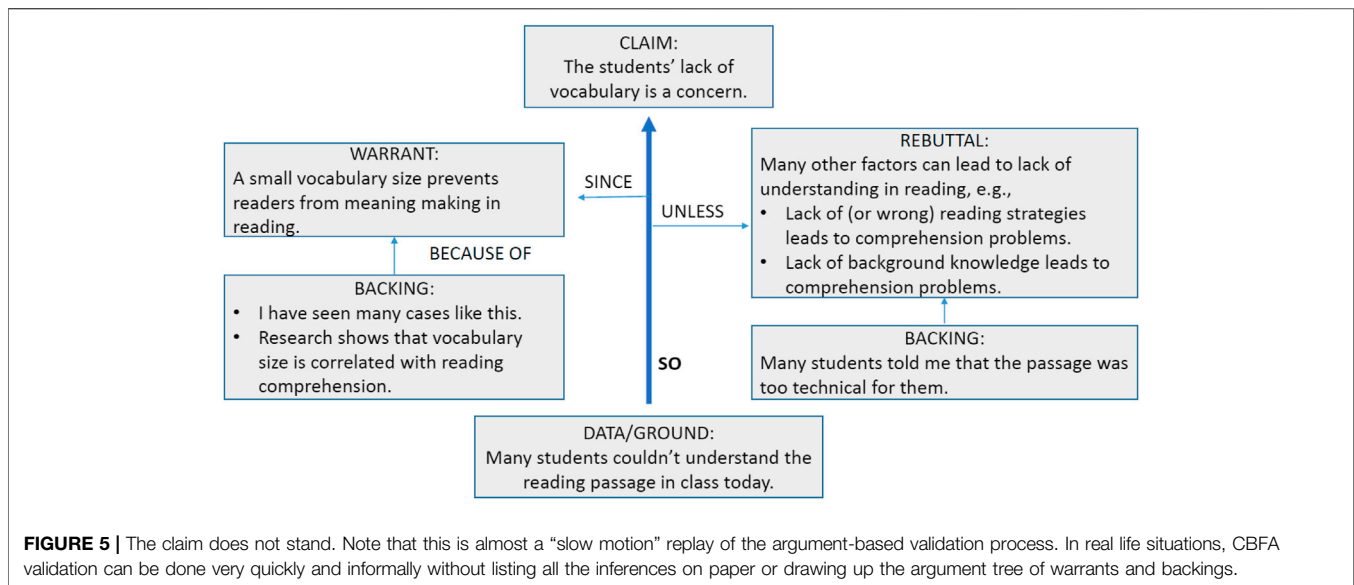 CLAIM:
The students’ lack of
vocabulary is a concern.
WARRANT:
A small vocabulary size prevents
readers from meaning making in
reading.
SINCE
UNLESS
REBUTTAL:
Many other factors can lead to lack of
understanding in reading, e.g.,
• Lack of (or wrong) reading strategies
leads to comprehension problems.
• Lack of background knowledge leads to
comprehension problems.
BECAUSE OF
BACKING:
• I have seen many cases like this.
• Research shows that vocabulary
size is correlated with reading
comprehension.
SO
BACKING:
Many students told me that the passage was
too technical for them.
DATA/GROUND:
Many students couldn’t understand the
reading passage in class today.
FIGURE 5 | The claim does not stand. Note that this is almost a “slow motion” replay of the argument-based validation process. In real life situations, CBFA
validation can be done very quickly and informally without listing all the inferences on paper or drawing up the argument tree of warrants and backings.